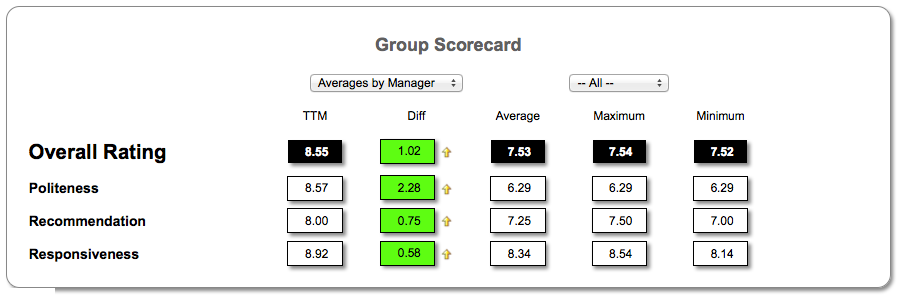 Group Scorecard
Averages by Manager -- All --
TTM Diff Average Maximum Minimum
Overall Rating 8.55 1.02 7.53 7.54 7.52
Politeness 8.57 2.28 6.29 6.29 6.29
Recommendation 8.00 0.75 7.25 7.50 7.00
Responsiveness 8.92 0.58 8.34 8.54 8.14